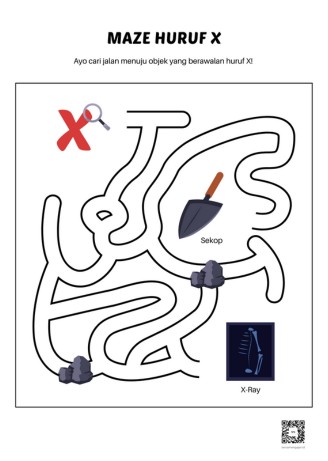 MAZE HURUF X
Ayo cari jalan menuju objek yang berawalan huruf X!
X
Sekop
X-Ray